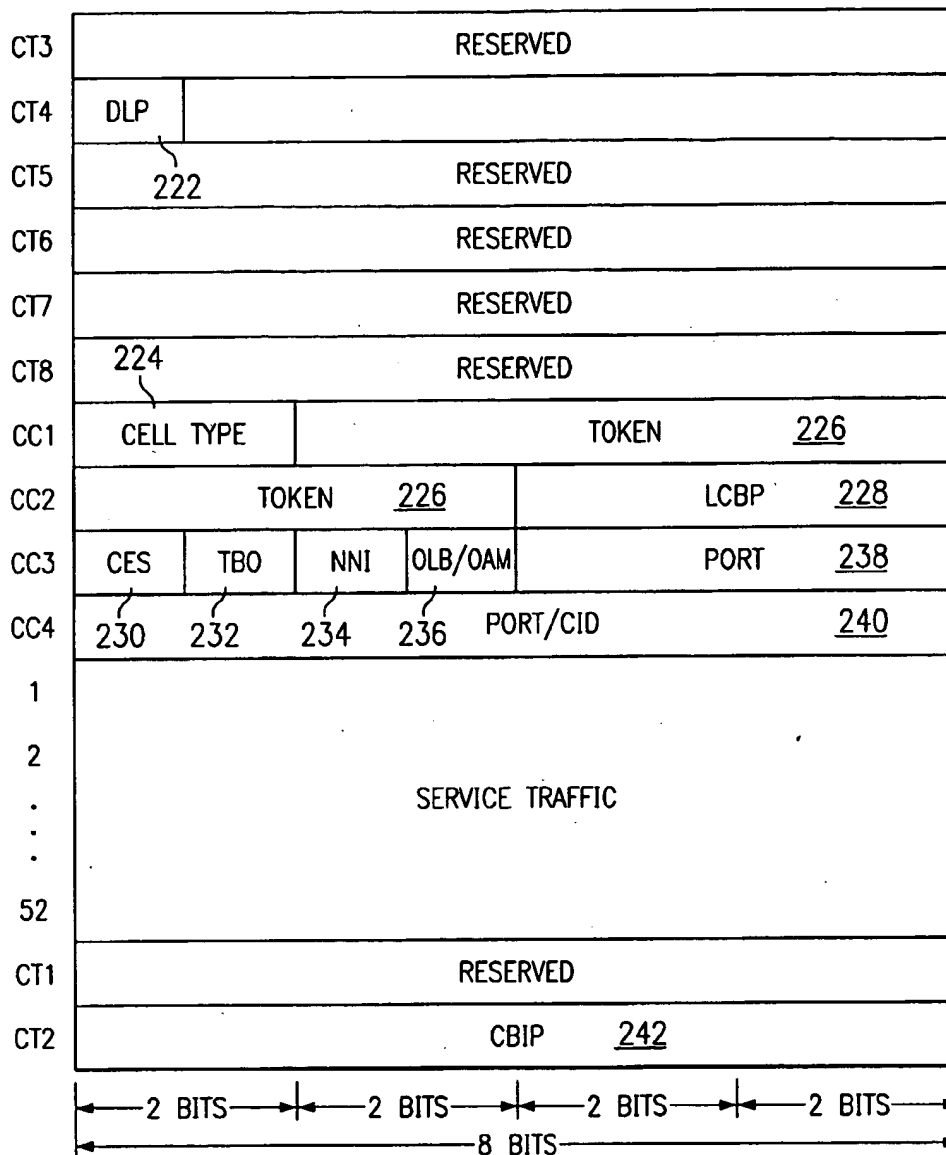 CT3 RESERVED
CT4 DLP
222
CT5 RESERVED
CT6 RESERVED
CT7 RESERVED
CT8 RESERVED
224
CC1 CELL TYPE TOKEN 226
CC2 TOKEN 226 LCBP 228
CC3 CES TBO NNI OLB/OAM PORT 238
CC4 230 232 234 236 PORT/CID 240
1
2
.
.
.
52
SERVICE TRAFFIC
CT1 RESERVED
CT2 CBIP 242
2 BITS 2 BITS 2 BITS 2 BITS
8 BITS